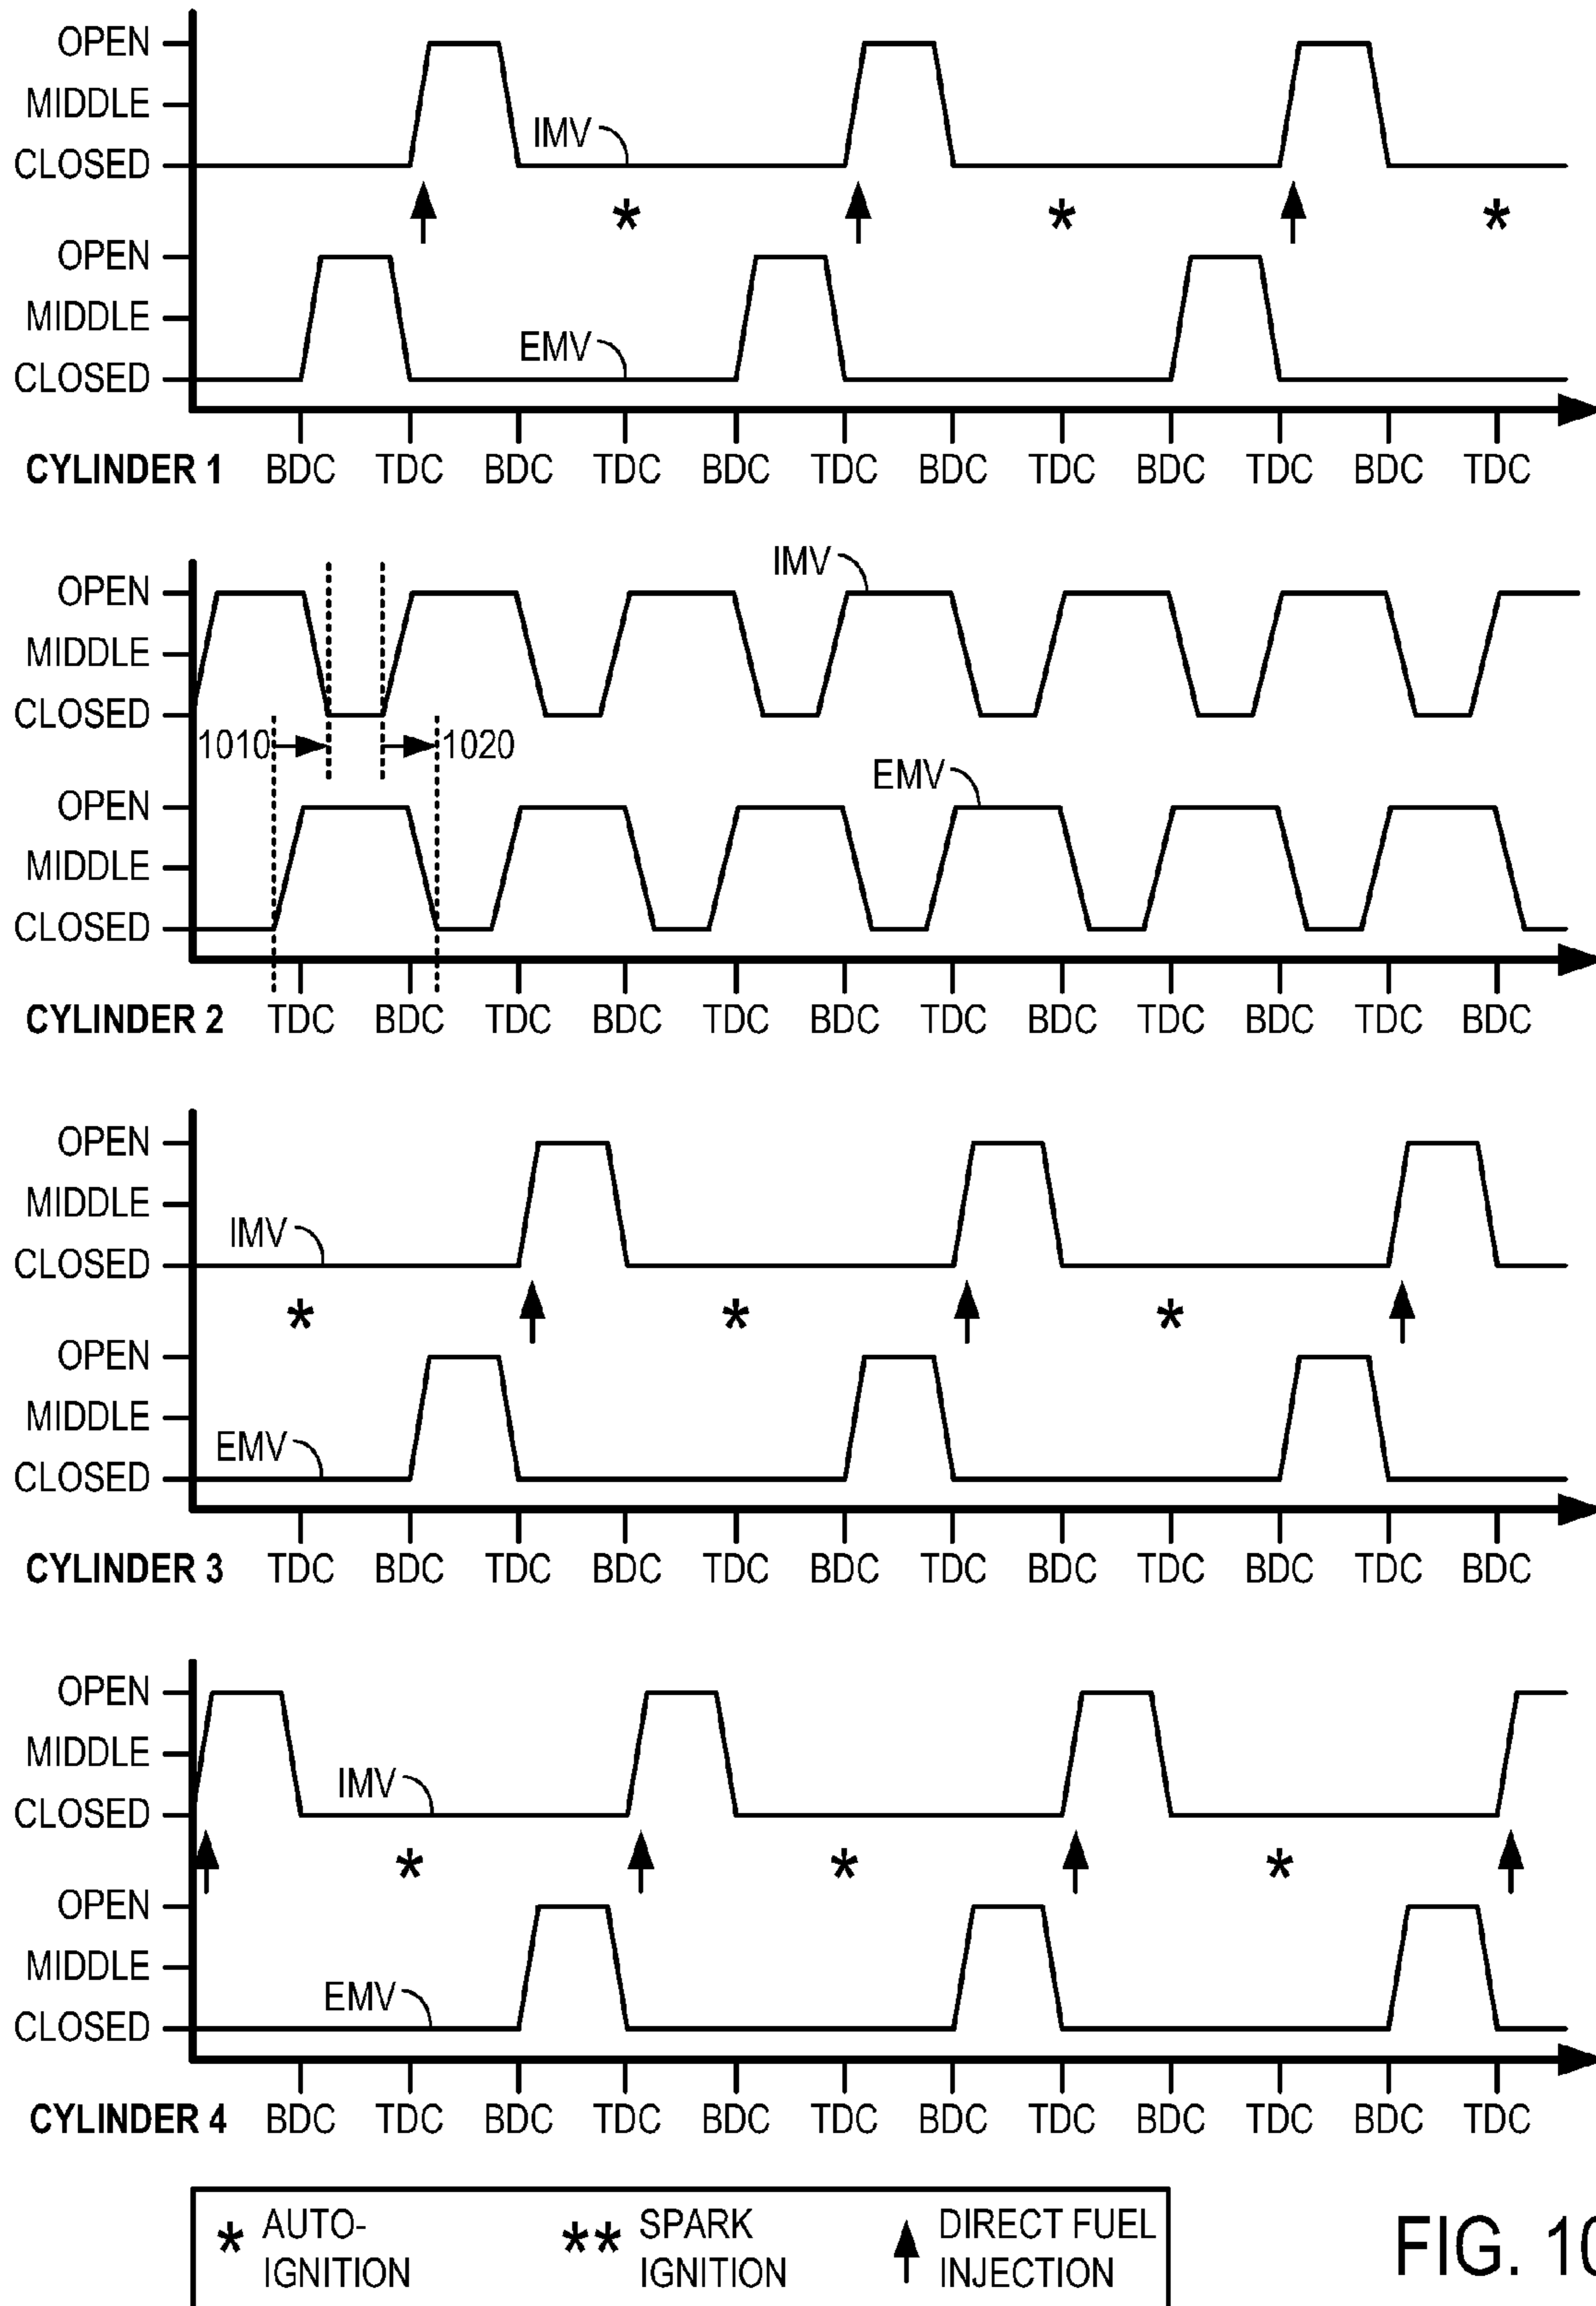 OPEN
MIDDLE
CLOSED
IMV
*
*
*
OPEN
MIDDLE
CLOSED
EMV
CYLINDER 1 BDC TDC BDC TDC BDC TDC BDC TDC BDC TDC BDC TDC
OPEN
MIDDLE
CLOSED
IMV
1010
1020
OPEN
MIDDLE
CLOSED
EMV
CYLINDER 2 TDC BDC TDC BDC TDC BDC TDC BDC TDC BDC TDC BDC
OPEN
MIDDLE
CLOSED
IMV
*
*
*
OPEN
MIDDLE
CLOSED
EMV
CYLINDER 3 TDC BDC TDC BDC TDC BDC TDC BDC TDC BDC TDC BDC
OPEN
MIDDLE
CLOSED
IMV
*
*
*
OPEN
MIDDLE
CLOSED
EMV
CYLINDER 4 BDC TDC BDC TDC BDC TDC BDC TDC BDC TDC BDC TDC
* AUTO-
IGNITION
** SPARK
IGNITION
DIRECT FUEL
INJECTION
FIG. 10